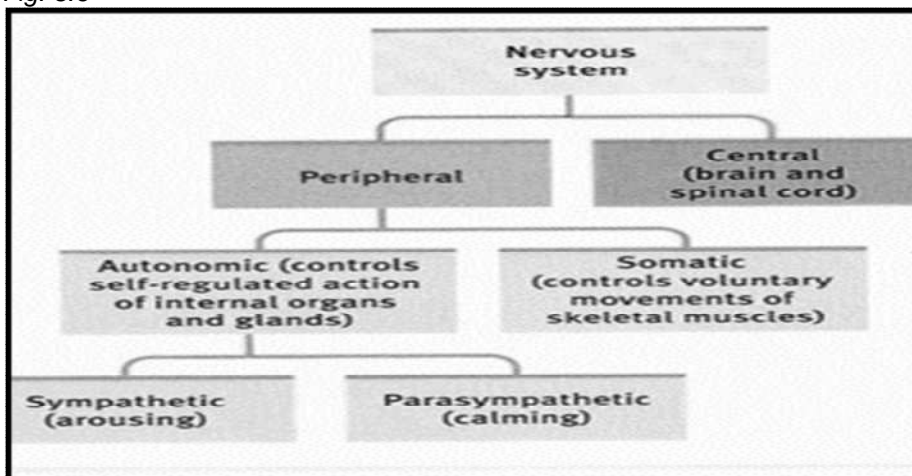 Nervous
system
Peripheral
Central
(brain and
spinal cord)
Autonomic (controls
self-regulated action
of internal organs
and glands)
Somatic
(controls voluntary
movements of
skeletal muscles)
Sympathetic
(arousing)
Parasympathetic
(calming)